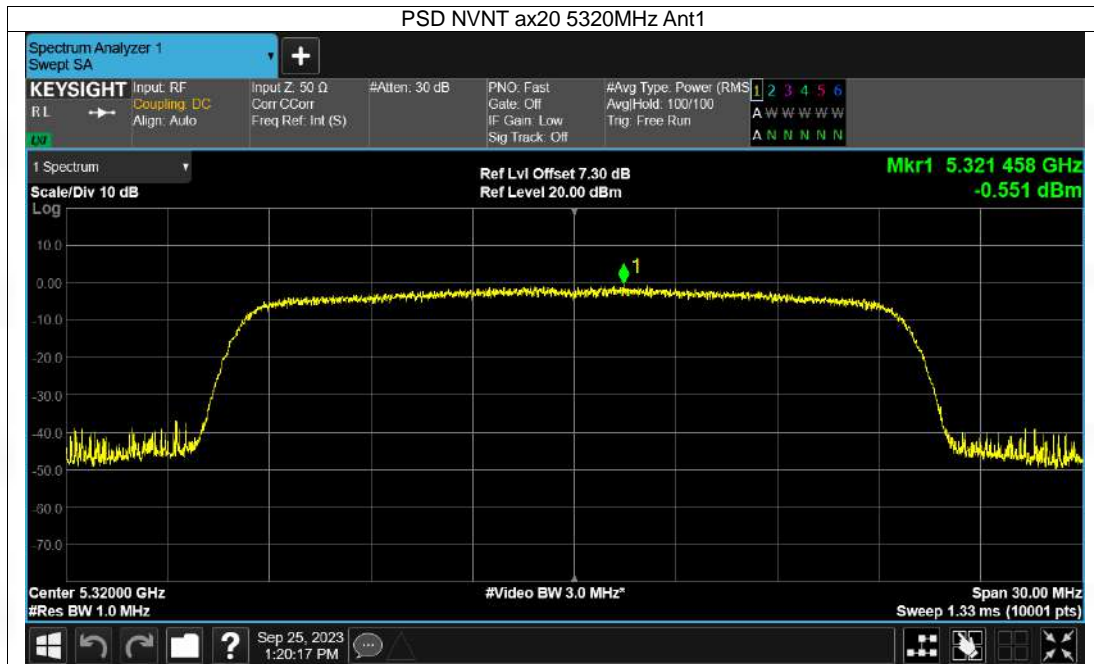 PSD NVNT ax20 5320MHz Ant1
Spectrum Analyzer 1
Swept SA
KEYSIGHT
RL
Input: RF
Coupling: DC
Align: Auto
Input Z: 50 Ω
Corr CCorr
Freq Ref: Int (S)
#Atten: 30 dB
PNO: Fast
Gate: Off
IF Gain: Low
Sig Track: Off
#Avg Type: Power (RMS
Avg|Hold: 100/100
Trig: Free Run
1 2 3 4 5 6
A W W W W W
A N N N N N
1 Spectrum
Scale/Div 10 dB
Ref Lvl Offset 7.30 dB
Ref Level 20.00 dBm
Mkr1 5.321 458 GHz
-0.551 dBm
Log
10.0
0.00
-10.0
-20.0
-30.0
-40.0
-50.0
-60.0
-70.0
1
Center 5.32000 GHz
#Res BW 1.0 MHz
#Video BW 3.0 MHz*
Span 30.00 MHz
Sweep 1.33 ms (10001 pts)
?
Sep 25, 2023
1:20:17 PM